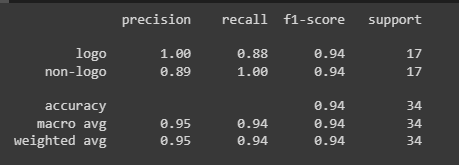 precision recall f1-score support
logo 1.00 0.88 0.94 17
non-logo 0.89 1.00 0.94 17
accuracy 0.94 34
macro avg 0.95 0.94 0.94 34
weighted avg 0.95 0.94 0.94 34